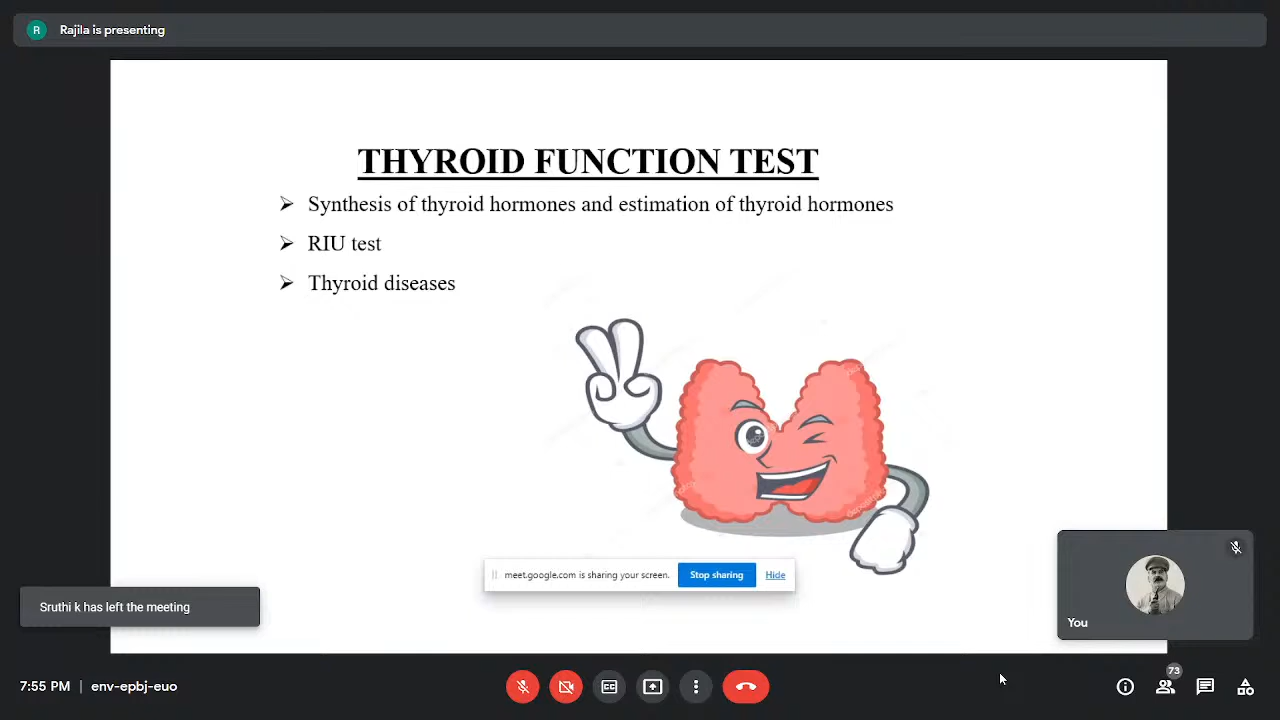 R
Rajila is presenting
THYROID FUNCTION TEST
Synthesis of thyroid hormones and estimation of thyroid hormones
RIU test
Thyroid diseases
meet.google.com is sharing your screen.
Stop sharing
Hide
Sruthi k has left the meeting
You
7:55 PM | env-epbj-euo
CC
73